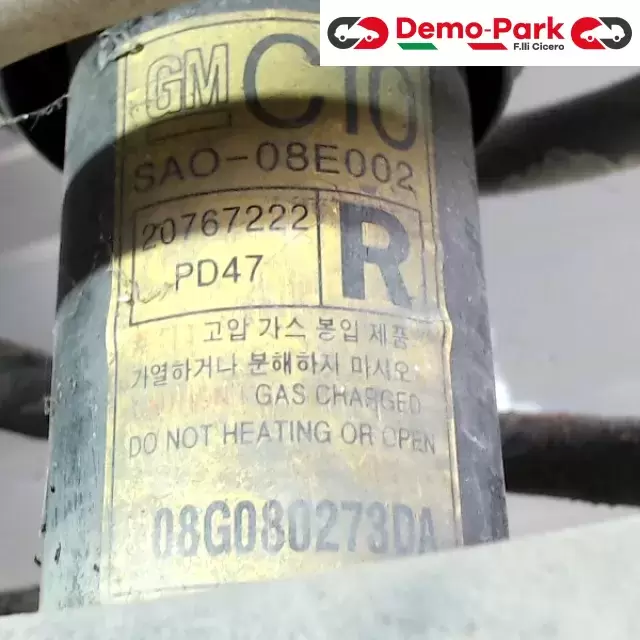 Demo-Park
F.lli Cicero
GM C10
SAO-08E002
20767222 R
PD47
고압 가스 봉입 제품
가열하거나 분해하지 마시오
GAS CHARGED
DO NOT HEATING OR OPEN
08G080273DA